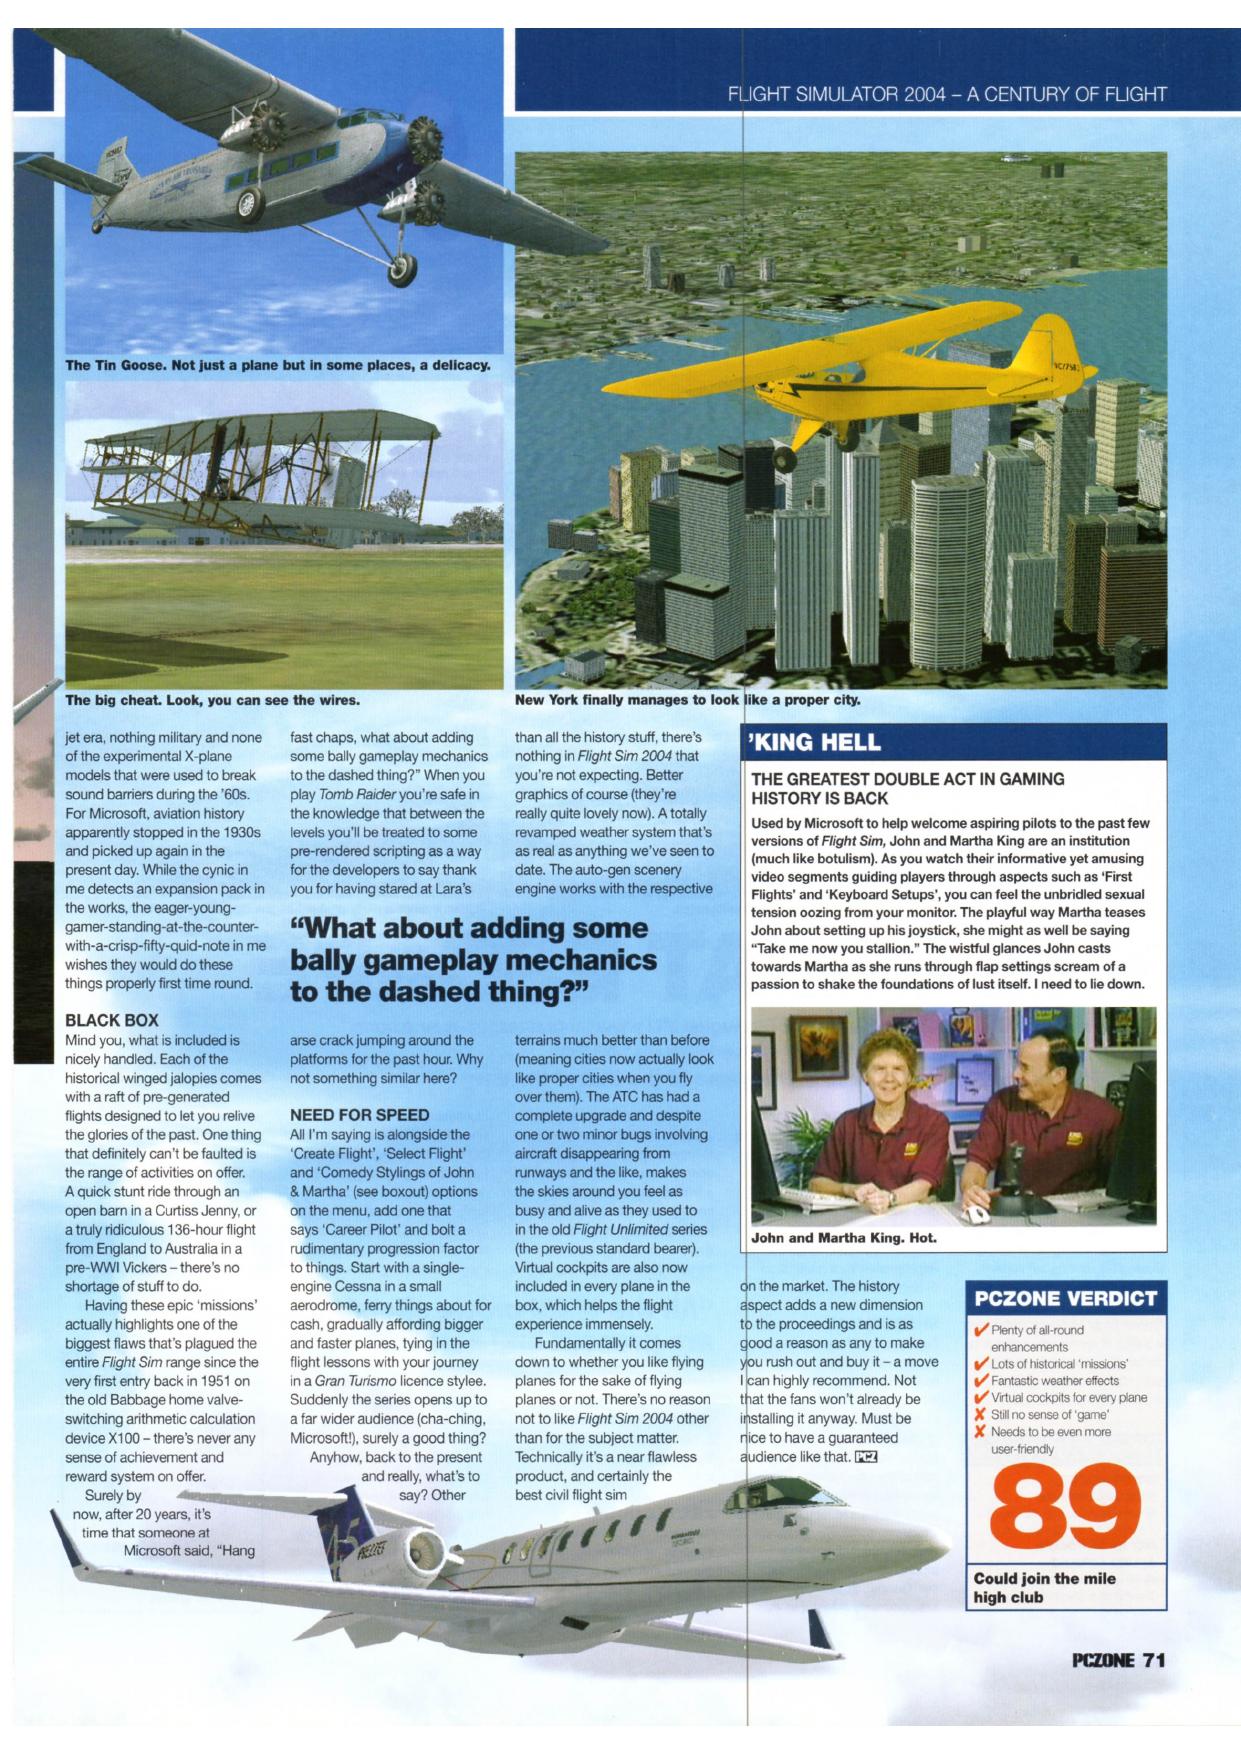 FLIGHT SIMULATOR 2004 – A CENTURY OF FLIGHT
The Tin Goose. Not just a plane but in some places, a delicacy.
The big cheat. Look, you can see the wires.
New York finally manages to look like a proper city.
jet era, nothing military and none
of the experimental X-plane
models that were used to break
sound barriers during the '60s.
For Microsoft, aviation history
apparently stopped in the 1930s
and picked up again in the
present day. While the cynic in
me detects an expansion pack in
the works, the eager-young-
gamer-standing-at-the-counter-
with-a-crisp-fifty-quid-note in me
wishes they would do these
things properly first time round.
BLACK BOX
Mind you, what is included is
nicely handled. Each of the
historical winged jalopies comes
with a raft of pre-generated
flights designed to let you relive
the glories of the past. One thing
that definitely can't be faulted is
the range of activities on offer.
A quick stunt ride through an
open barn in a Curtiss Jenny, or
a truly ridiculous 136-hour flight
from England to Australia in a
pre-WWI Vickers – there's no
shortage of stuff to do.
Having these epic 'missions'
actually highlights one of the
biggest flaws that's plagued the
entire Flight Sim range since the
very first entry back in 1951 on
the old Babbage home valve-
switching arithmetic calculation
device X100 – there's never any
sense of achievement and
reward system on offer.
Surely by
now, after 20 years, it's
time that someone at
Microsoft said, "Hang
fast chaps, what about adding
some bally gameplay mechanics
to the dashed thing?" When you
play Tomb Raider you're safe in
the knowledge that between the
levels you'll be treated to some
pre-rendered scripting as a way
for the developers to say thank
you for having stared at Lara's
"What about adding some
bally gameplay mechanics
to the dashed thing?"
arse crack jumping around the
platforms for the past hour. Why
not something similar here?
NEED FOR SPEED
All I'm saying is alongside the
'Create Flight', 'Select Flight'
and 'Comedy Stylings of John
& Martha' (see boxout) options
on the menu, add one that
says 'Career Pilot' and bolt a
rudimentary progression factor
to things. Start with a single-
engine Cessna in a small
aerodrome, ferry things about for
cash, gradually affording bigger
and faster planes, tying in the
flight lessons with your journey
in a Gran Turismo licence stylee.
Suddenly the series opens up to
a far wider audience (cha-ching,
Microsoft!), surely a good thing?
Anyhow, back to the present
and really, what's to
say? Other
than all the history stuff, there's
nothing in Flight Sim 2004 that
you're not expecting. Better
graphics of course (they're
really quite lovely now). A totally
revamped weather system that's
as real as anything we've seen to
date. The auto-gen scenery
engine works with the respective
terrains much better than before
(meaning cities now actually look
like proper cities when you fly
over them). The ATC has had a
complete upgrade and despite
one or two minor bugs involving
aircraft disappearing from
runways and the like, makes
the skies around you feel as
busy and alive as they used to
in the old Flight Unlimited series
(the previous standard bearer).
Virtual cockpits are also now
included in every plane in the
box, which helps the flight
experience immensely.
Fundamentally it comes
down to whether you like flying
planes for the sake of flying
planes or not. There's no reason
not to like Flight Sim 2004 other
than for the subject matter.
Technically it's a near flawless
product, and certainly the
best civil flight sim
'KING HELL
THE GREATEST DOUBLE ACT IN GAMING
HISTORY IS BACK
Used by Microsoft to help welcome aspiring pilots to the past few
versions of Flight Sim, John and Martha King are an institution
(much like botulism). As you watch their informative yet amusing
video segments guiding players through aspects such as 'First
Flights' and 'Keyboard Setups', you can feel the unbridled sexual
tension oozing from your monitor. The playful way Martha teases
John about setting up his joystick, she might as well be saying
"Take me now you stallion." The wistful glances John casts
towards Martha as she runs through flap settings scream of a
passion to shake the foundations of lust itself. I need to lie down.
John and Martha King. Hot.
on the market. The history
aspect adds a new dimension
to the proceedings and is as
good a reason as any to make
you rush out and buy it – a move
I can highly recommend. Not
that the fans won't already be
installing it anyway. Must be
nice to have a guaranteed
audience like that. PCZ
PCZONE VERDICT
✓ Plenty of all-round
enhancements
✓ Lots of historical 'missions'
✓ Fantastic weather effects
✓ Virtual cockpits for every plane
✗ Still no sense of 'game'
✗ Needs to be even more
user-friendly
89
Could join the mile
high club
PCZONE 71